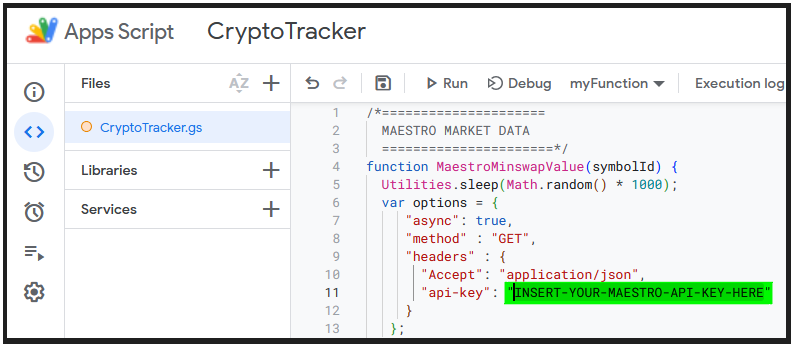 Apps Script CryptoTracker
Files AZ
Run Debug myFunction Execution log
CryptoTracker.gs
Libraries
Services
1 /*=====================
2 MAESTRO MARKET DATA
3 ======================*/
4 function MaestroMinswapValue(symbolId) {
5 Utilities.sleep(Math.random() * 1000);
6 var options = {
7 "async": true,
8 "method" : "GET",
9 "headers" : {
10 "Accept": "application/json",
11 "api-key": "INSERT-YOUR-MAESTRO-API-KEY-HERE"
12 }
13 };